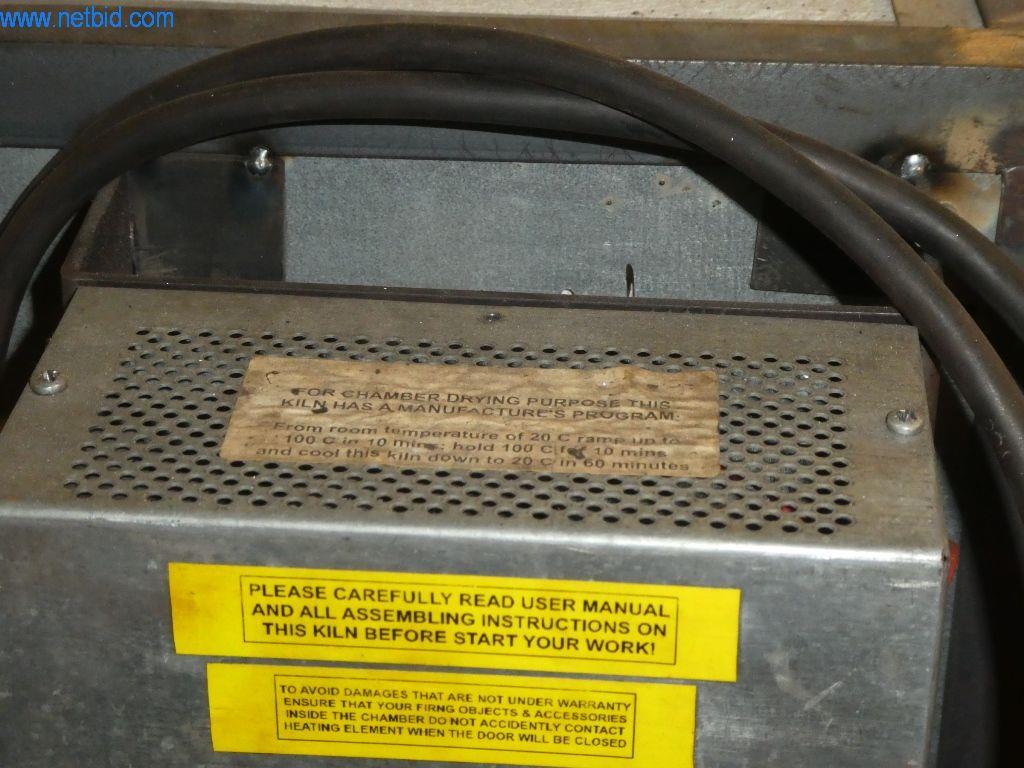 www.netbid.com
FOR CHAMBER DRYING PURPOSE THIS
KILN HAS A MANUFACTURE'S PROGRAM.
From room temperature of 20 C ramp up to
100 C in 10 mins; hold 100 C for 10 mins
and cool this kiln down to 20 C in 60 minutes
PLEASE CAREFULLY READ USER MANUAL
AND ALL ASSEMBLING INSTRUCTIONS ON
THIS KILN BEFORE START YOUR WORK!
TO AVOID DAMAGES THAT ARE NOT UNDER WARRANTY
ENSURE THAT YOUR FIRNG OBJECTS & ACCESSORIES
INSIDE THE CHAMBER DO NOT ACCIDENTLY CONTACT
HEATING ELEMENT WHEN THE DOOR WILL BE CLOSED